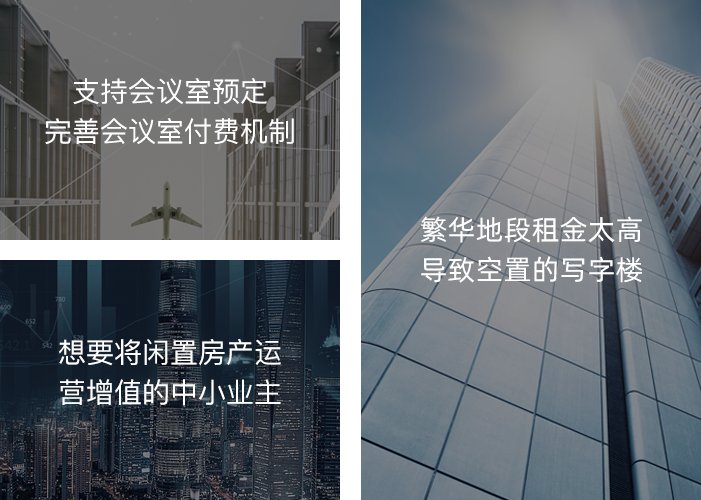 支持会议室预定
完善会议室付费机制
想要将闲置房产运
营增值的中小业主
繁华地段租金太高
导致空置的写字楼